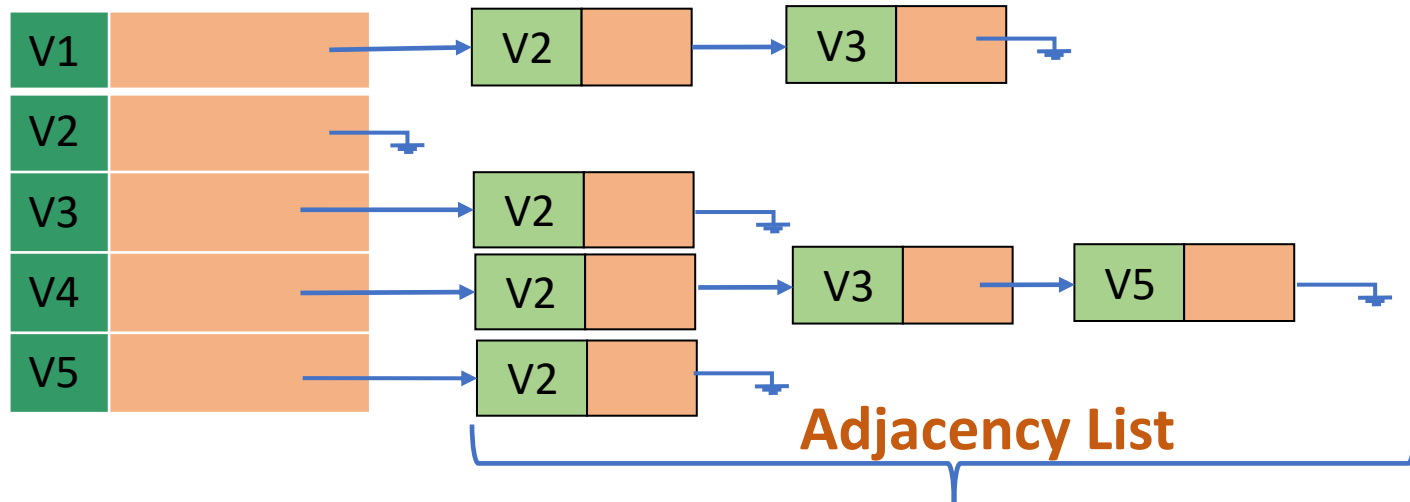 V1 V2 V3
V2
V3 V2
V4 V2 V3 V5
V5 V2
Adjacency List